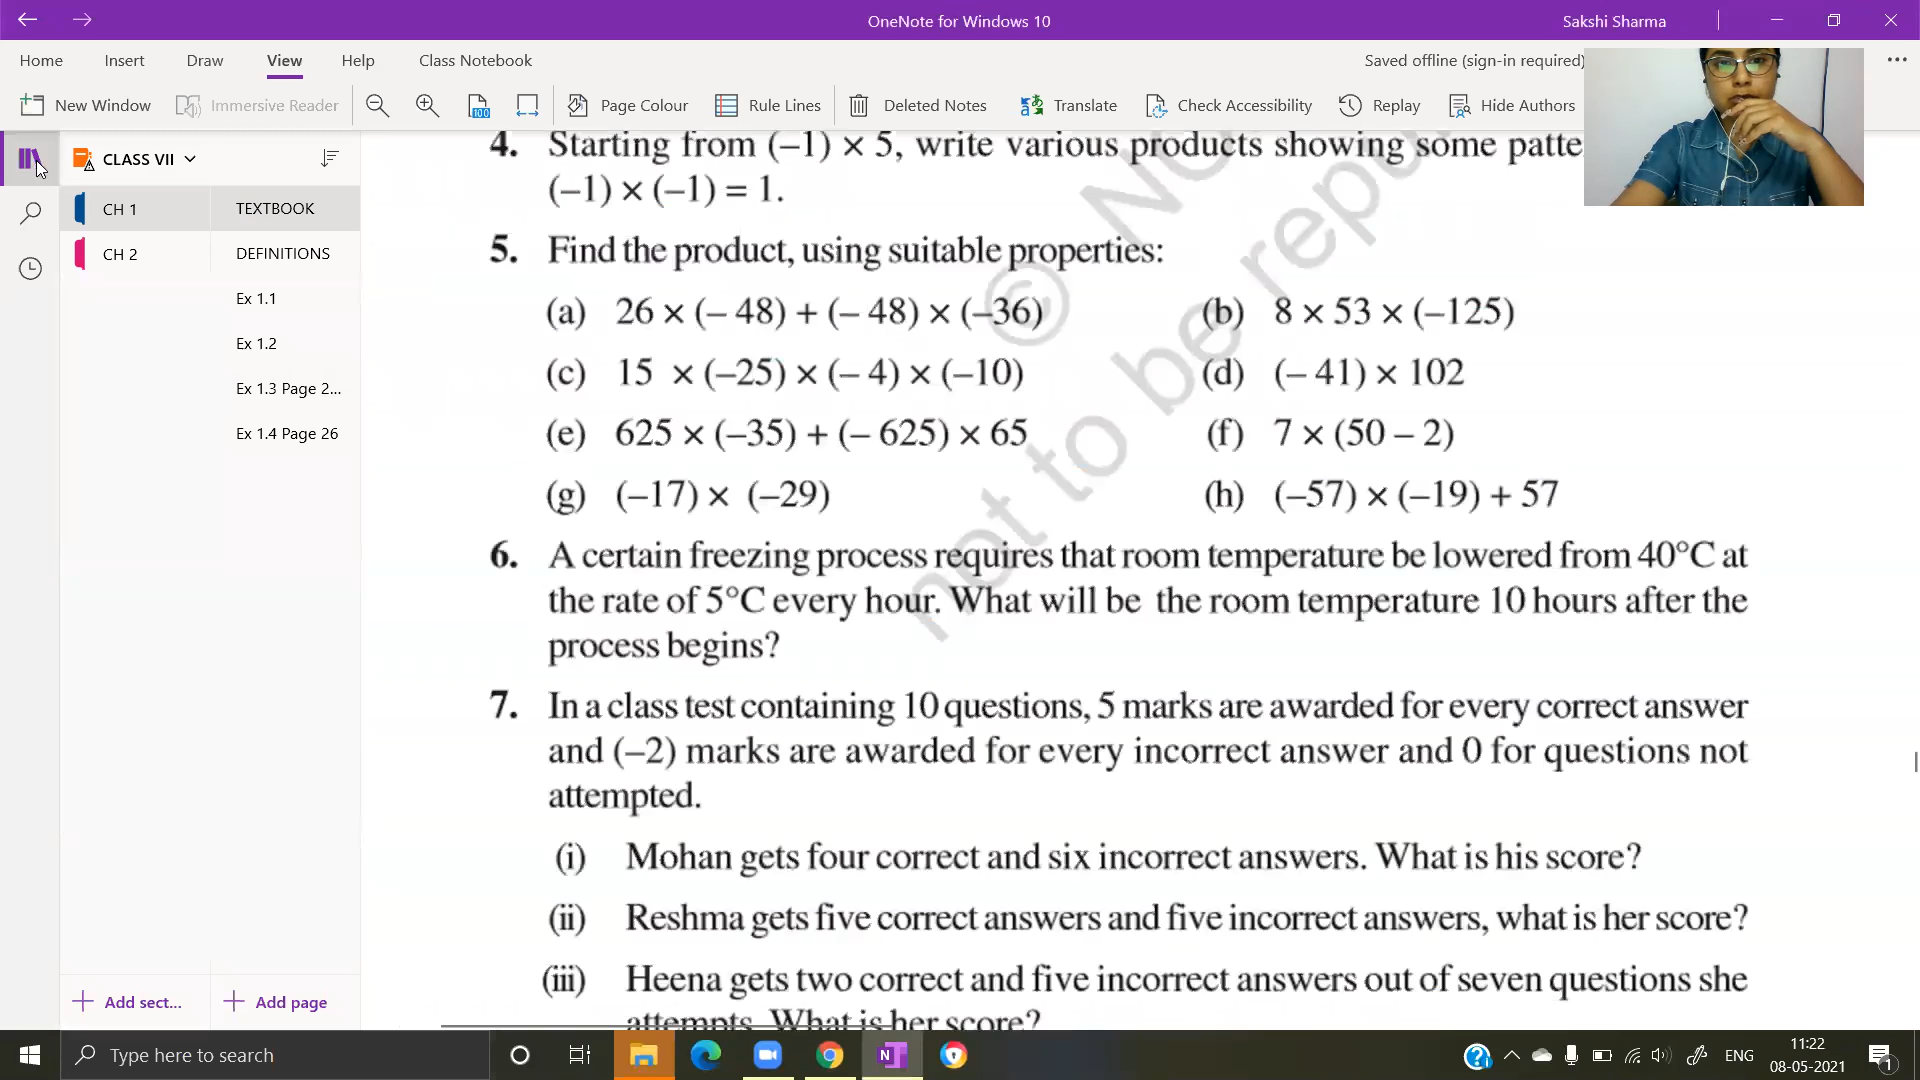 OneNote for Windows 10
Sakshi Sharma
Home Insert Draw View Help Class Notebook
Saved offline (sign-in required)
New Window Immersive Reader 100 Page Colour Rule Lines Deleted Notes Translate Check Accessibility Replay Hide Authors
CLASS VII
CH 1
CH 2
TEXTBOOK
DEFINITIONS
Ex 1.1
Ex 1.2
Ex 1.3 Page 2...
Ex 1.4 Page 26
Add sect...
Add page
4. Starting from (–1) × 5, write various products showing some patte
(–1) × (–1) = 1.
5. Find the product, using suitable properties:
(a) 26 × (– 48) + (– 48) × (–36) (b) 8 × 53 × (–125)
(c) 15 × (–25) × (– 4) × (–10) (d) (– 41) × 102
(e) 625 × (–35) + (– 625) × 65 (f) 7 × (50 – 2)
(g) (–17) × (–29) (h) (–57) × (–19) + 57
6. A certain freezing process requires that room temperature be lowered from 40°C at
the rate of 5°C every hour. What will be the room temperature 10 hours after the
process begins?
7. In a class test containing 10 questions, 5 marks are awarded for every correct answer
and (–2) marks are awarded for every incorrect answer and 0 for questions not
attempted.
(i) Mohan gets four correct and six incorrect answers. What is his score?
(ii) Reshma gets five correct answers and five incorrect answers, what is her score?
(iii) Heena gets two correct and five incorrect answers out of seven questions she
attempts. What is her score?
© N
not to be repu
Type here to search
ENG
11:22
08-05-2021
1